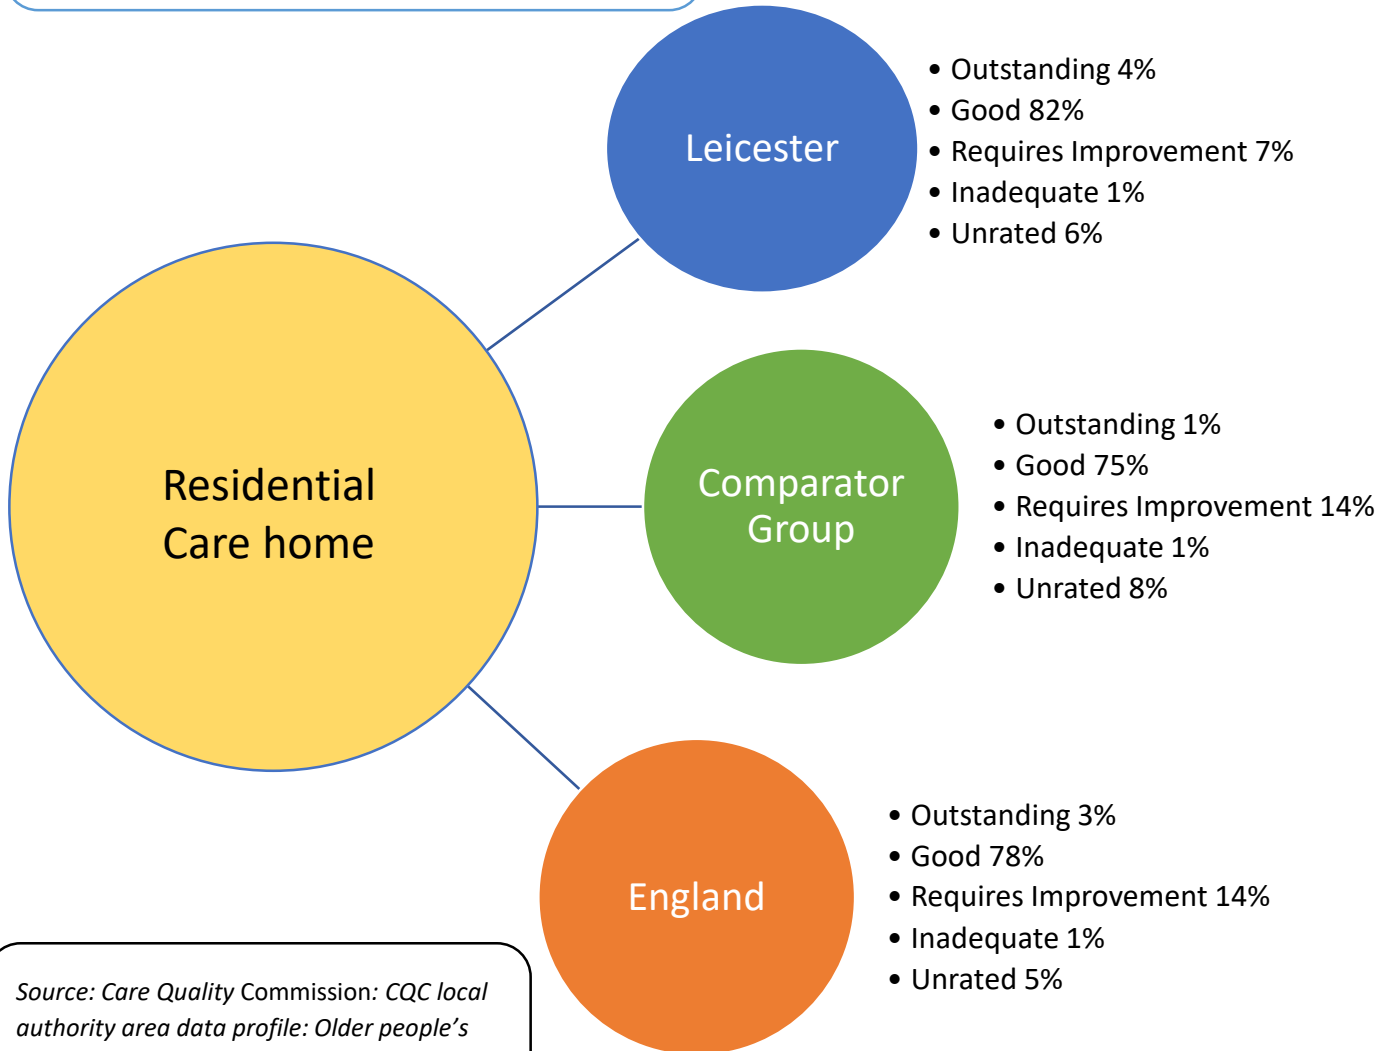 Leicester
• Outstanding 4%
• Good 82%
• Requires Improvement 7%
• Inadequate 1%
• Unrated 6%
Residential
Care home
Comparator
Group
• Outstanding 1%
• Good 75%
• Requires Improvement 14%
• Inadequate 1%
• Unrated 8%
England
• Outstanding 3%
• Good 78%
• Requires Improvement 14%
• Inadequate 1%
• Unrated 5%
Source: Care Quality Commission: CQC local
authority area data profile: Older people’s